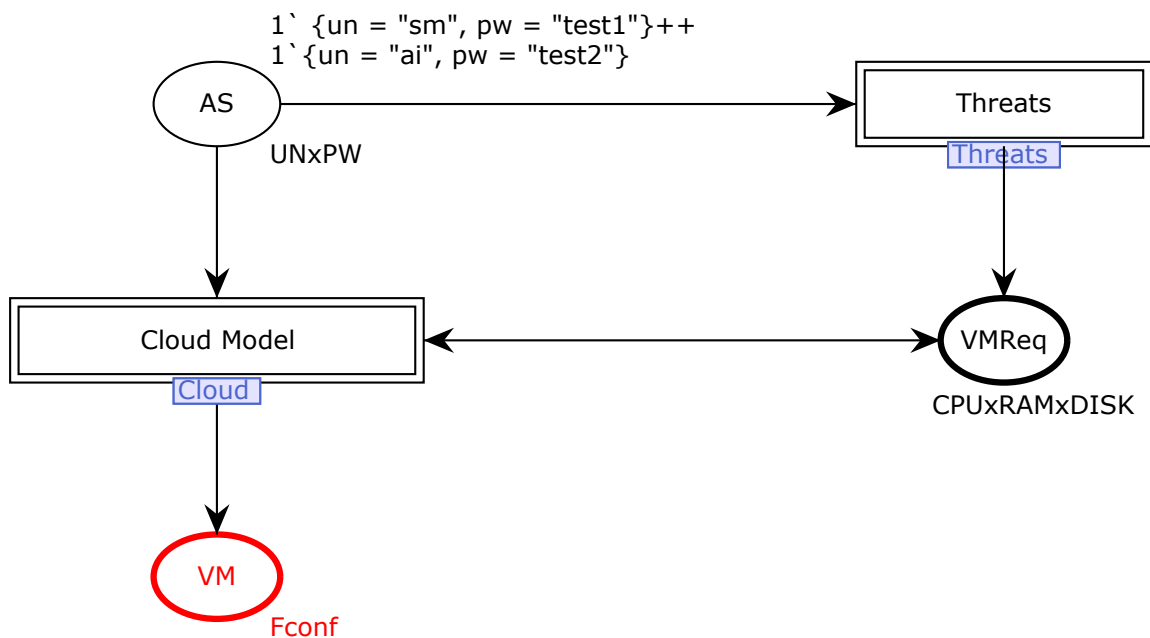 1` {un = "sm", pw = "test1"}++
1`{un = "ai", pw = "test2"}
AS
Threats
UNxPW
Threats
Cloud Model
VMReq
Cloud
CPUxRAMxDISK
VM
Fconf